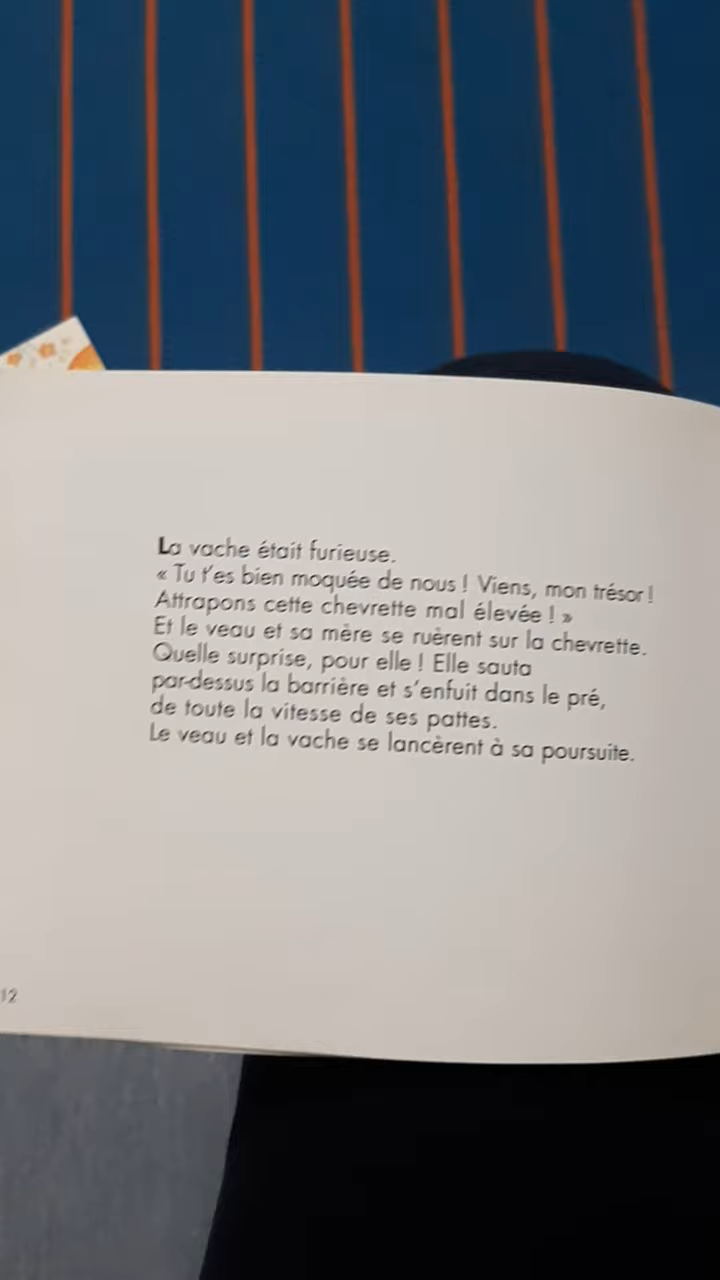 La vache était furieuse.
« Tu t'es bien moquée de nous ! Viens, mon trésor !
Attrapons cette chevrette mal élevée ! »
Et le veau et sa mère se ruèrent sur la chevrette.
Quelle surprise, pour elle ! Elle sauta
par-dessus la barrière et s'enfuit dans le pré,
de toute la vitesse de ses pattes.
Le veau et la vache se lancèrent à sa poursuite.
12